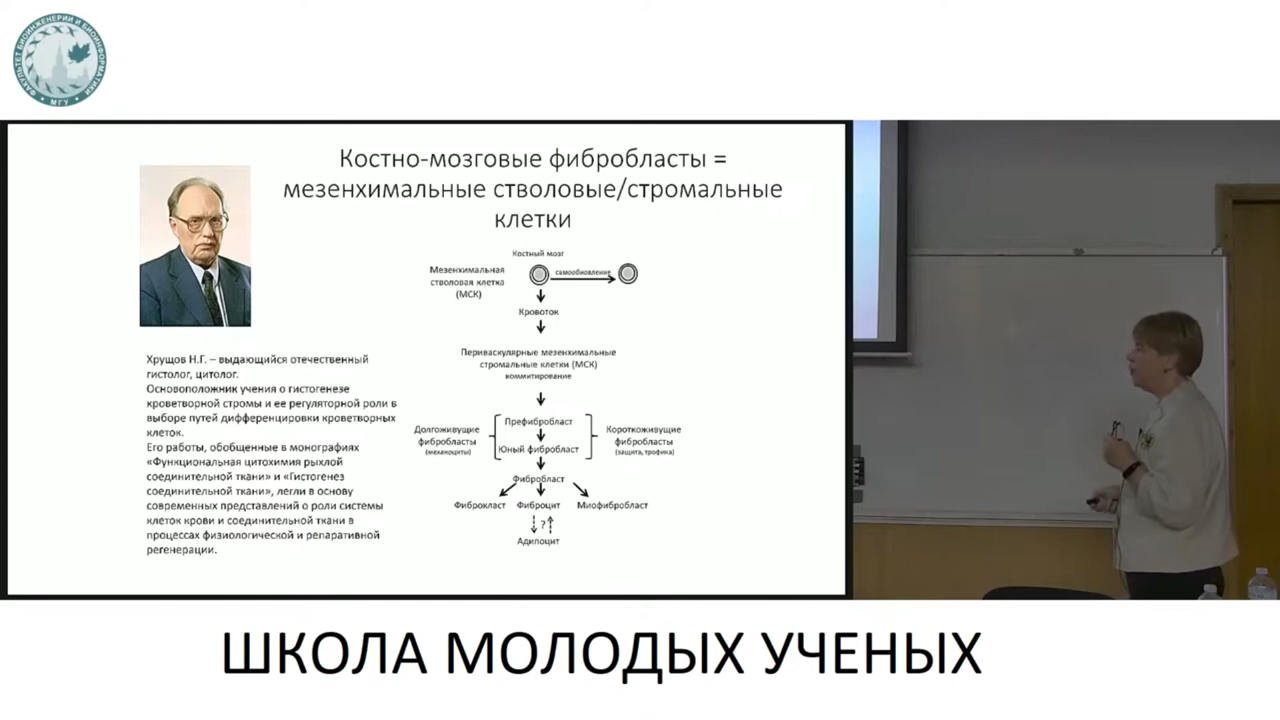 ФАКУЛЬТЕТ БИОИНЖЕНЕРИИ И БИОИНФОРМАТИКИ
• МГУ •
Костно-мозговые фибробласты =
мезенхимальные стволовые/стромальные
клетки
Хрущов Н.Г. – выдающийся отечественный
гистолог, цитолог.
Основоположник учения о гистогенезе
кроветворной стромы и ее регуляторной роли в
выборе путей дифференцировки кроветворных
клеток.
Его работы, обобщенные в монографиях
«Функциональная цитохимия рыхлой
соединительной ткани» и «Гистогенез
соединительной ткани», легли в основу
современных представлений о роли системы
клеток крови и соединительной ткани в
процессах физиологической и репаративной
регенерации.
Костный мозг
Мезенхимальная
стволовая клетка
(МСК)
самообновление
Кровоток
Периваскулярные мезенхимальные
стромальные клетки (МСК)
коммитирование
Долгоживущие
фибробласты
(механоциты)
Префибробласт
Юный фибробласт
Короткоживущие
фибробласты
(защита, трофика)
Фибробласт
Фиброкласт Фиброцит Миофибробласт
?
Адипоцит
ШКОЛА МОЛОДЫХ УЧЕНЫХ